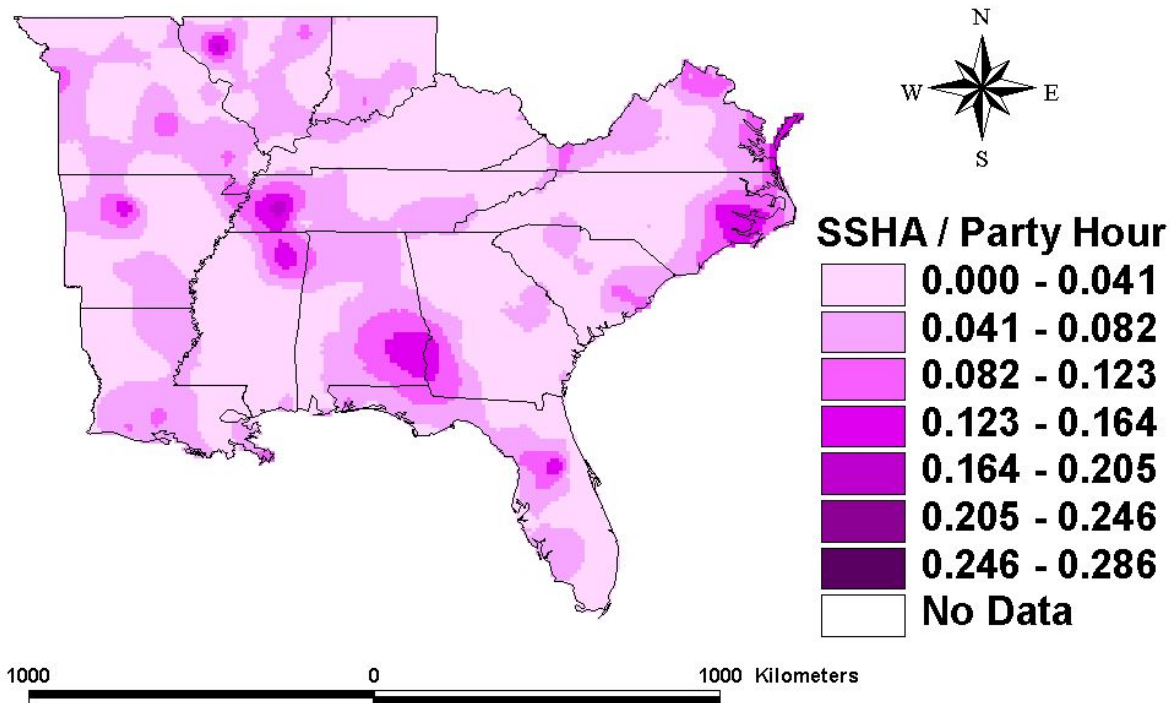 N
W E
S
SSHA / Party Hour
0.000 - 0.041
0.041 - 0.082
0.082 - 0.123
0.123 - 0.164
0.164 - 0.205
0.205 - 0.246
0.246 - 0.286
No Data
1000 0 1000 Kilometers